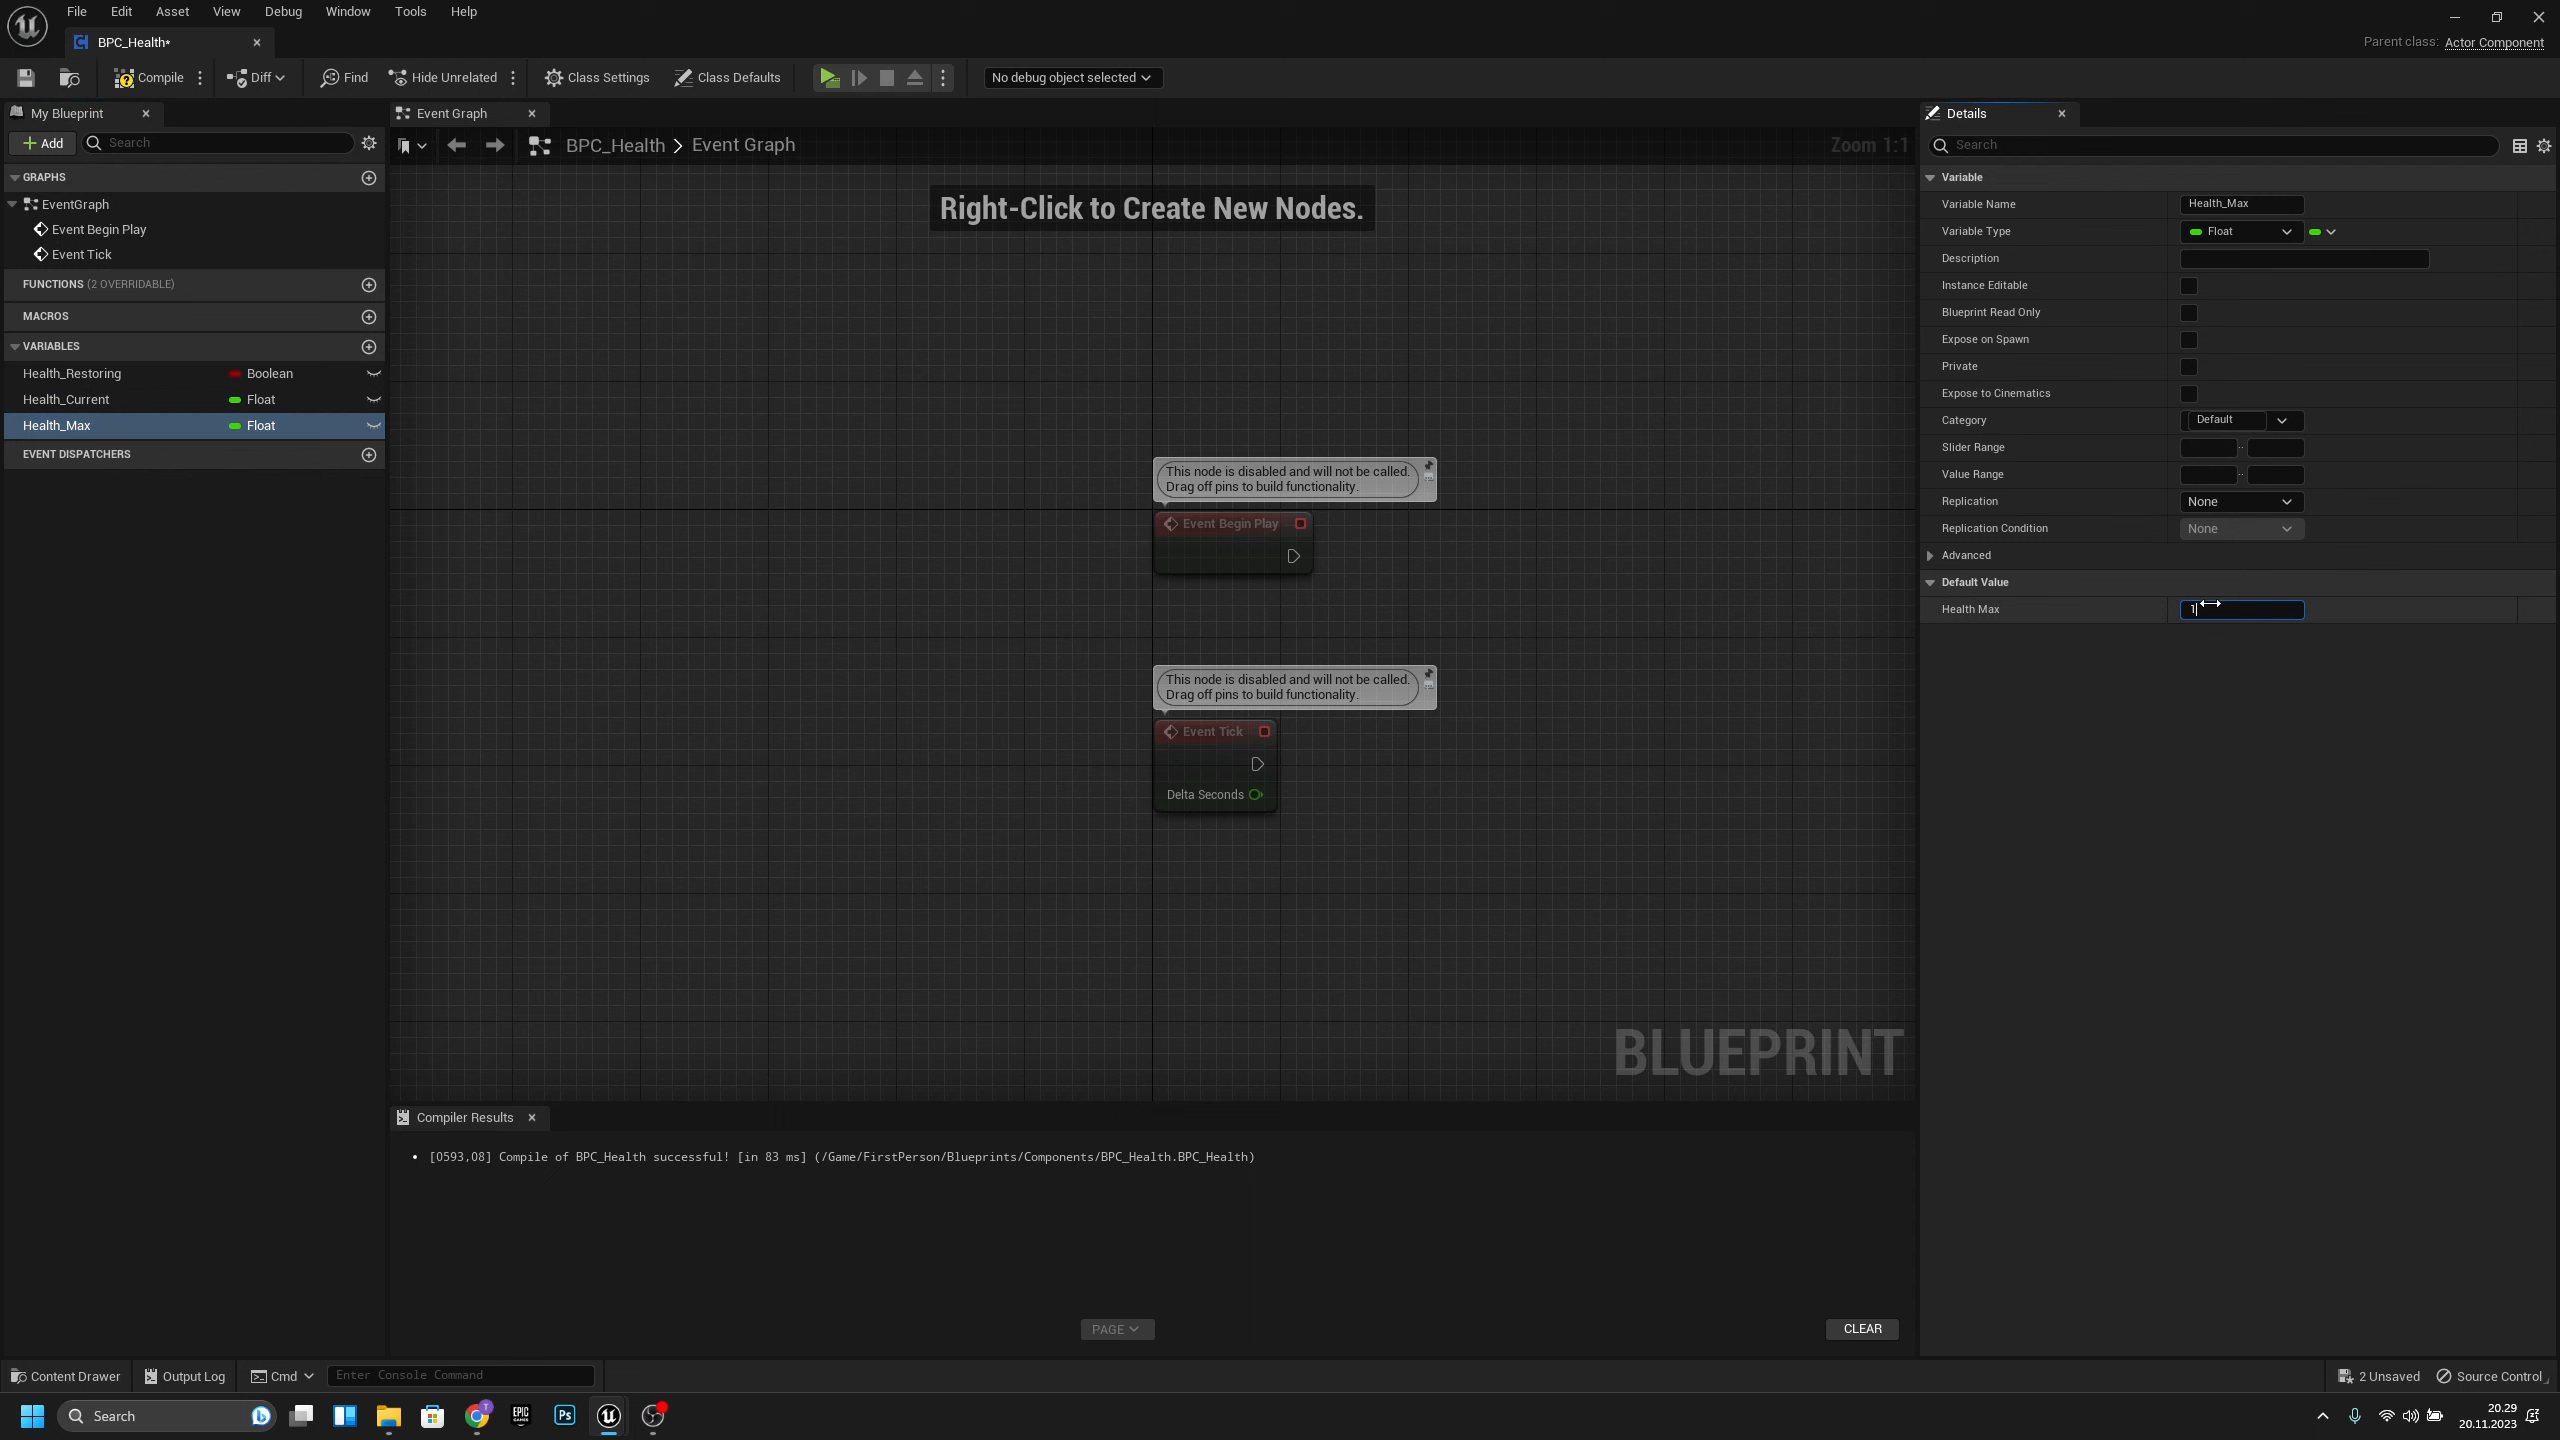 File Edit Asset View Debug Window Tools Help
BPC_Health*
Parent class: Actor Component
Compile Diff Find Hide Unrelated Class Settings Class Defaults No debug object selected
My Blueprint
Add Search
GRAPHS
EventGraph
Event Begin Play
Event Tick
FUNCTIONS (2 OVERRIDABLE)
MACROS
VARIABLES
Health_Restoring Boolean
Health_Current Float
Health_Max Float
EVENT DISPATCHERS
Event Graph
BPC_Health > Event Graph
Zoom 1:1
Right-Click to Create New Nodes.
This node is disabled and will not be called.
Drag off pins to build functionality.
Event Begin Play
This node is disabled and will not be called.
Drag off pins to build functionality.
Event Tick
Delta Seconds
BLUEPRINT
Compiler Results
• [0593,08] Compile of BPC_Health successful! [in 83 ms] (/Game/FirstPerson/Blueprints/Components/BPC_Health.BPC_Health)
PAGE
CLEAR
Details
Search
Variable
Variable Name Health_Max
Variable Type Float
Description
Instance Editable
Blueprint Read Only
Expose on Spawn
Private
Expose to Cinematics
Category Default
Slider Range
Value Range
Replication None
Replication Condition None
Advanced
Default Value
Health Max 1
Content Drawer Output Log Cmd Enter Console Command
2 Unsaved Source Control
Search
EPIC GAMES
Ps
T
20.29
20.11.2023